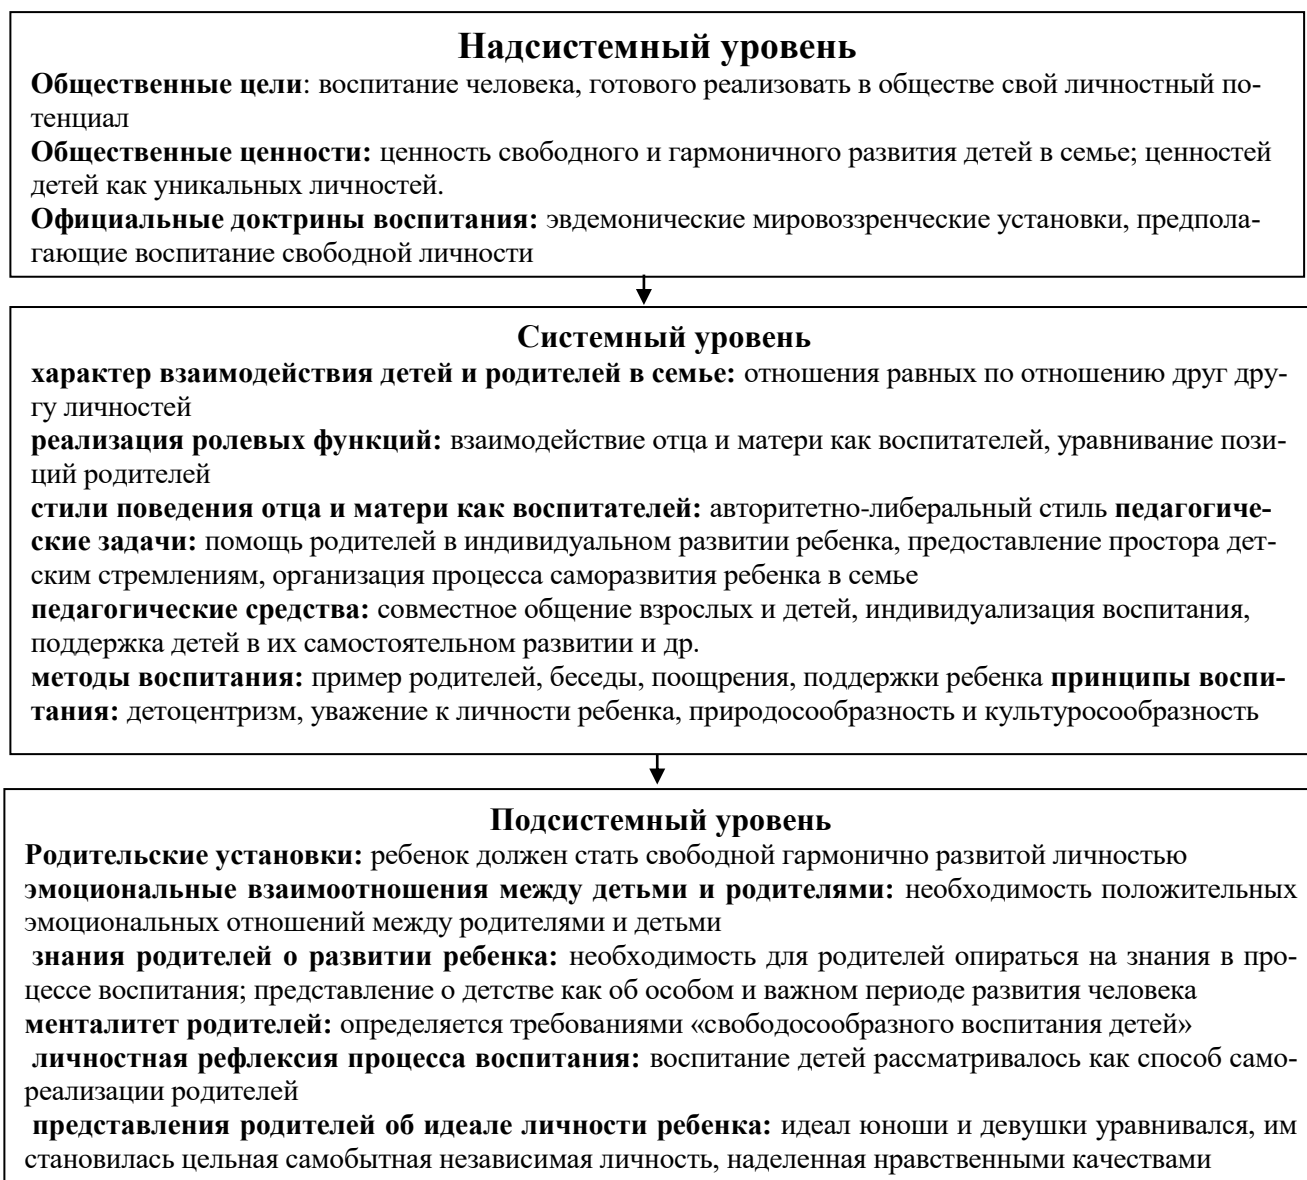 Надсистемный уровень
Общественные цели: воспитание человека, готового реализовать в обществе свой личностный по-
тенциал
Общественные ценности: ценность свободного и гармоничного развития детей в семье; ценностей
детей как уникальных личностей.
Официальные доктрины воспитания: эвдемонические мировоззренческие установки, предпола-
гающие воспитание свободной личности
Системный уровень
характер взаимодействия детей и родителей в семье: отношения равных по отношению друг дру-
гу личностей
реализация ролевых функций: взаимодействие отца и матери как воспитателей, уравнивание пози-
ций родителей
стили поведения отца и матери как воспитателей: авторитетно-либеральный стиль педагогиче-
ские задачи: помощь родителей в индивидуальном развитии ребенка, предоставление простора дет-
ским стремлениям, организация процесса саморазвития ребенка в семье
педагогические средства: совместное общение взрослых и детей, индивидуализация воспитания,
поддержка детей в их самостоятельном развитии и др.
методы воспитания: пример родителей, беседы, поощрения, поддержки ребенка принципы воспи-
тания: детоцентризм, уважение к личности ребенка, природосообразность и культуросообразность
Подсистемный уровень
Родительские установки: ребенок должен стать свободной гармонично развитой личностью
эмоциональные взаимоотношения между детьми и родителями: необходимость положительных
эмоциональных отношений между родителями и детьми
знания родителей о развитии ребенка: необходимость для родителей опираться на знания в про-
цессе воспитания; представление о детстве как об особом и важном периоде развития человека
менталитет родителей: определяется требованиями «свободосообразного воспитания детей»
личностная рефлексия процесса воспитания: воспитание детей рассматривалось как способ само-
реализации родителей
представления родителей об идеале личности ребенка: идеал юноши и девушки уравнивался, им
становилась цельная самобытная независимая личность, наделенная нравственными качествами